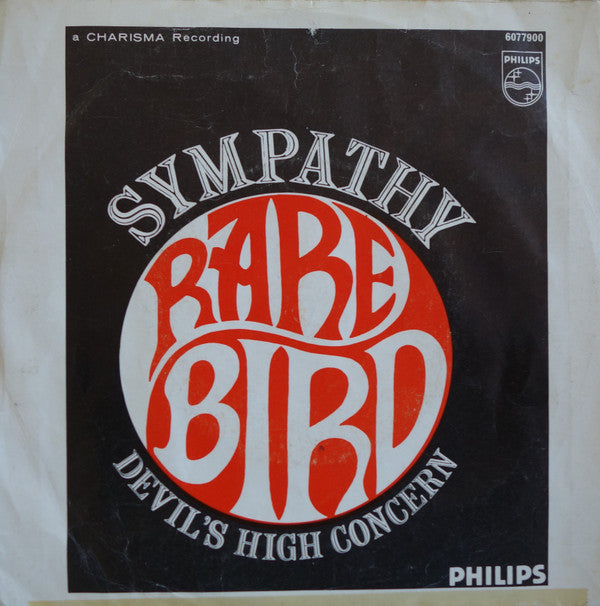 a CHARISMA Recording
6077900
PHILIPS
SYMPATHY
RARE
BIRD
DEVIL'S HIGH CONCERN
PHILIPS